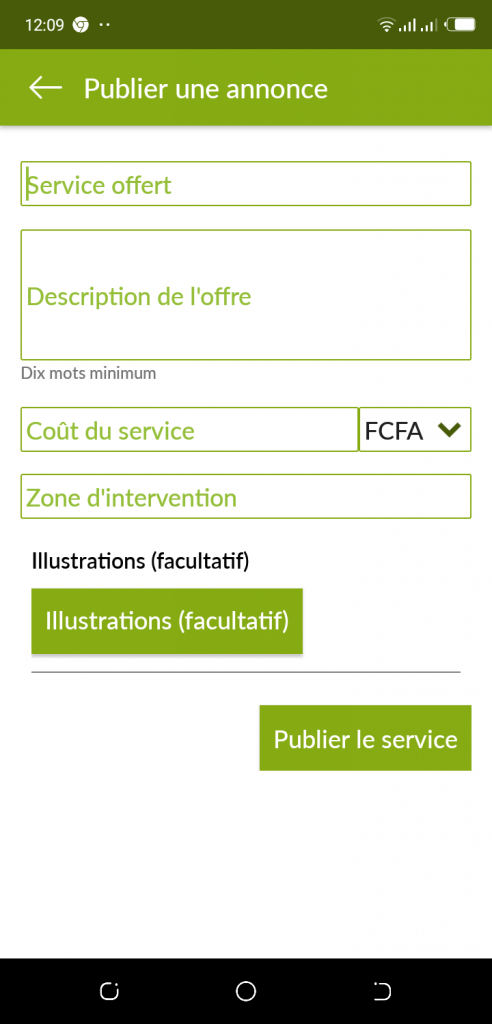 12:09
Publier une annonce
Service offert
Description de l'offre
Dix mots minimum
Coût du service FCFA
Zone d'intervention
Illustrations (facultatif)
Illustrations (facultatif)
Publier le service